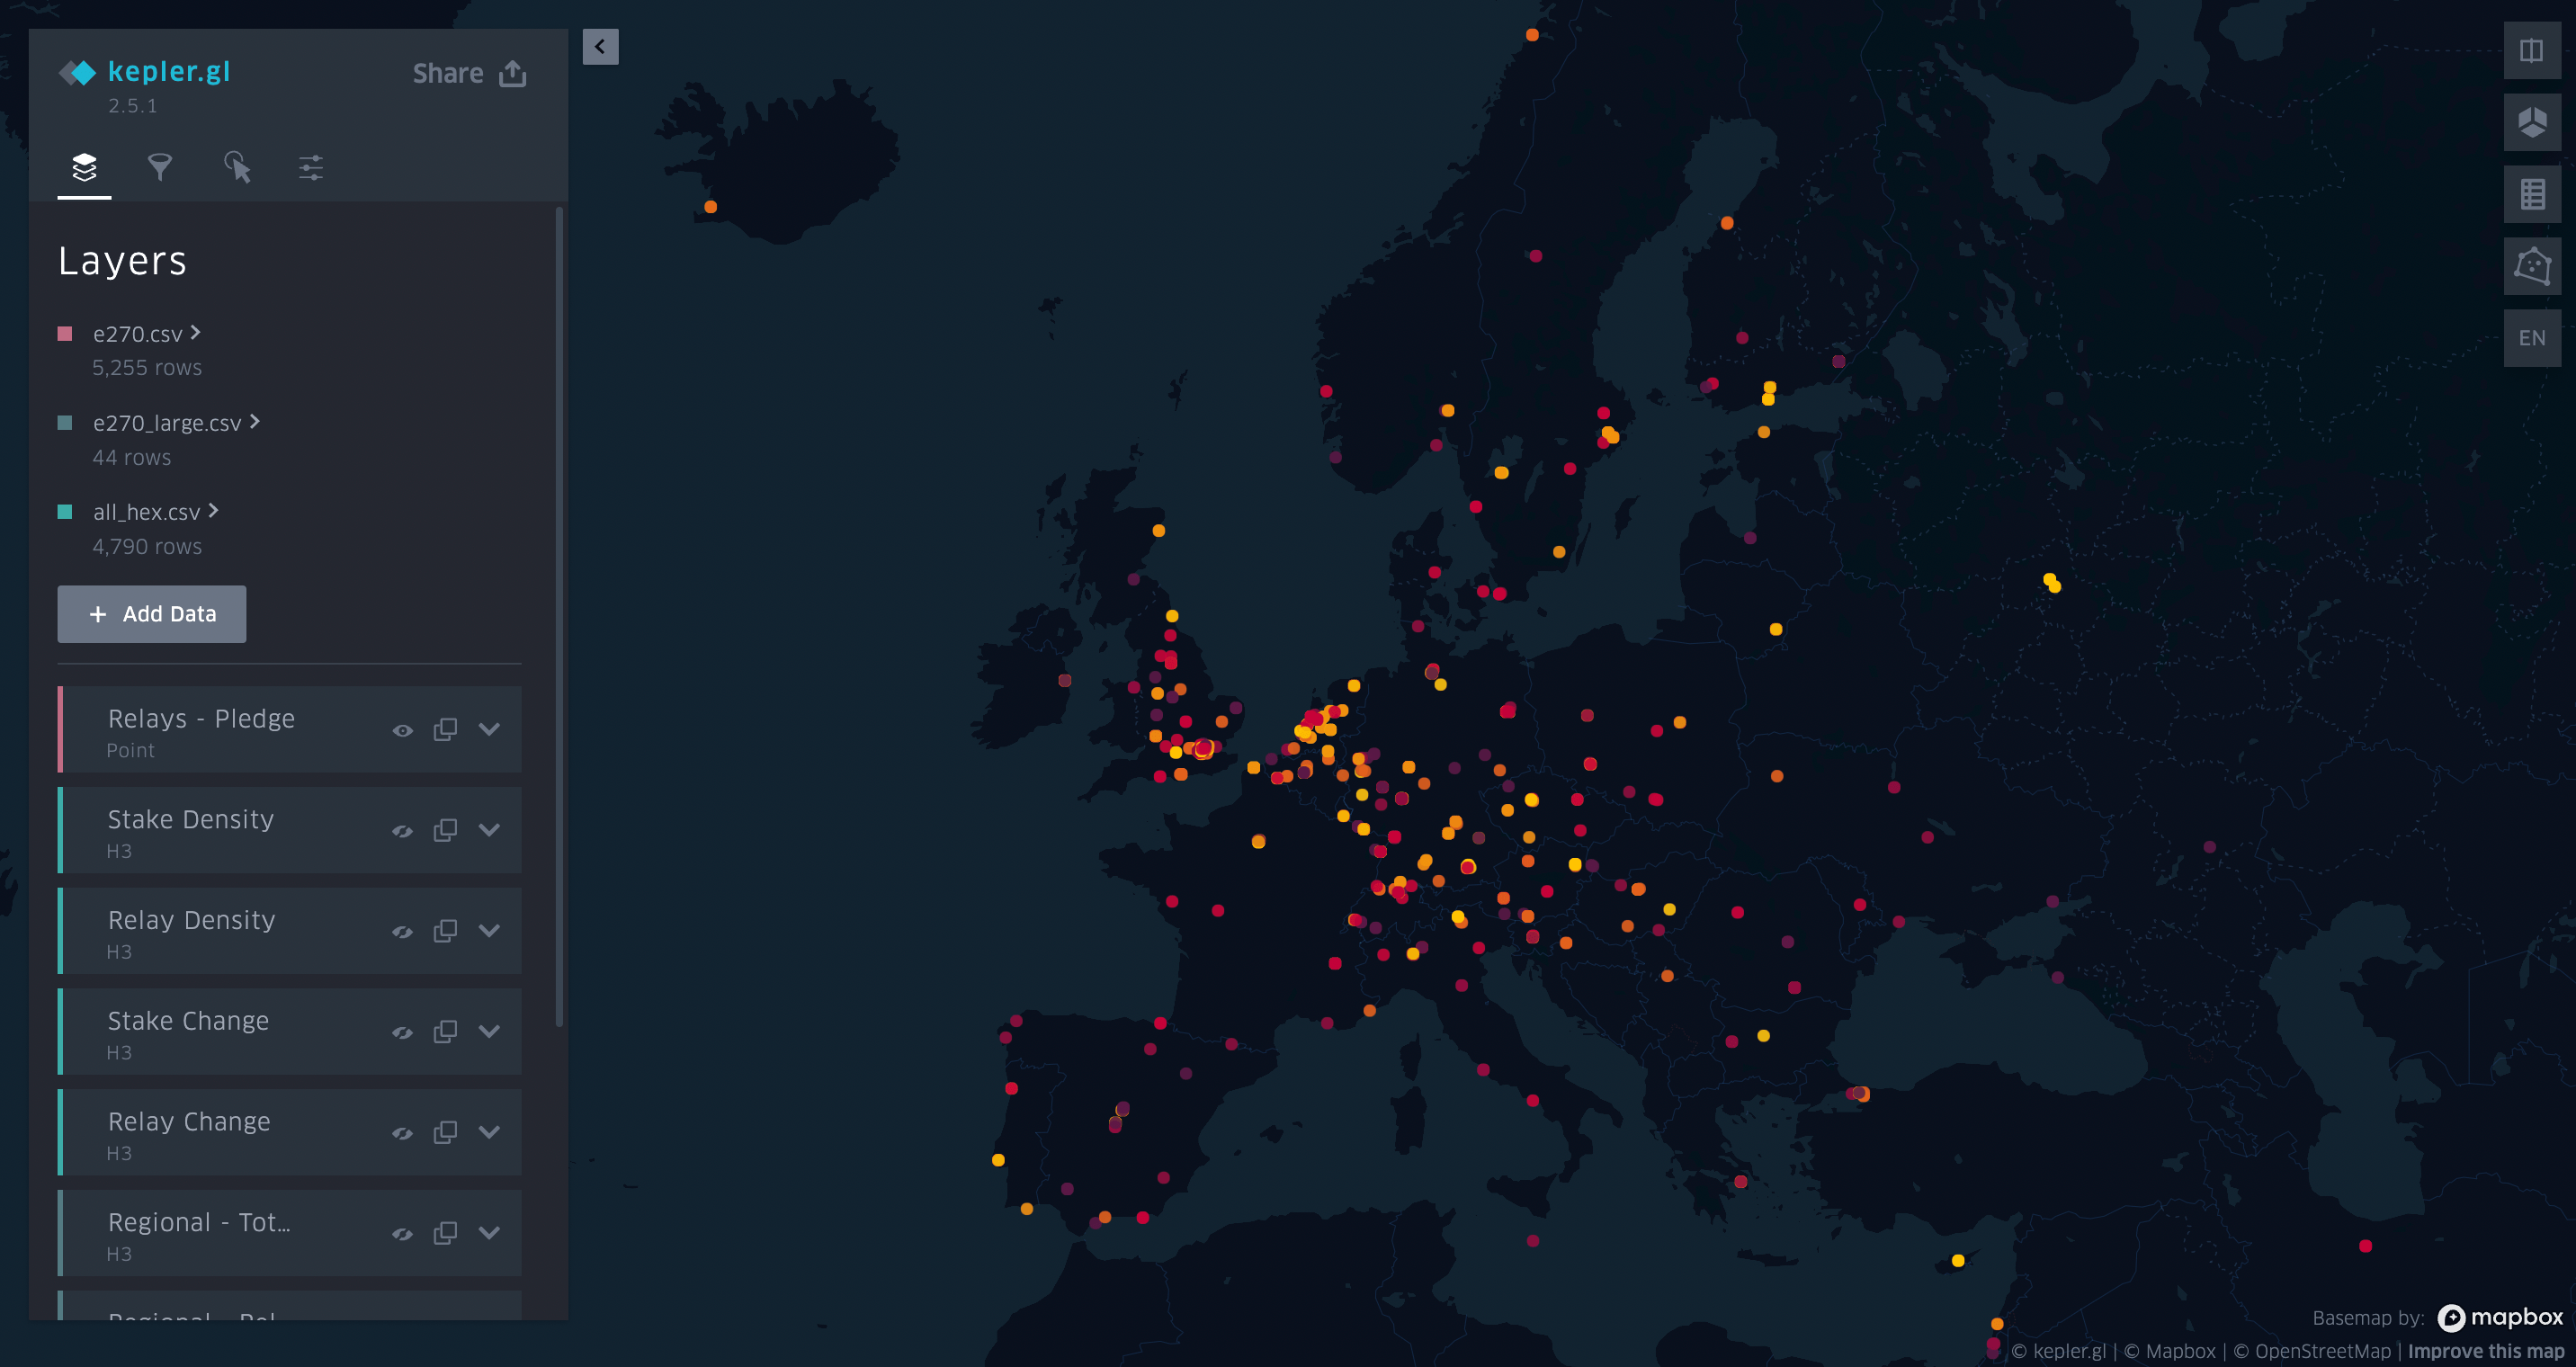 kepler.gl
2.5.1
Share
Layers
e270.csv
5,255 rows
e270_large.csv
44 rows
all_hex.csv
4,790 rows
+ Add Data
Relays - Pledge
Point
Stake Density
H3
Relay Density
H3
Stake Change
H3
Relay Change
H3
Regional - Tot...
H3
EN
Basemap by: mapbox
© kepler.gl | © Mapbox | © OpenStreetMap | Improve this map